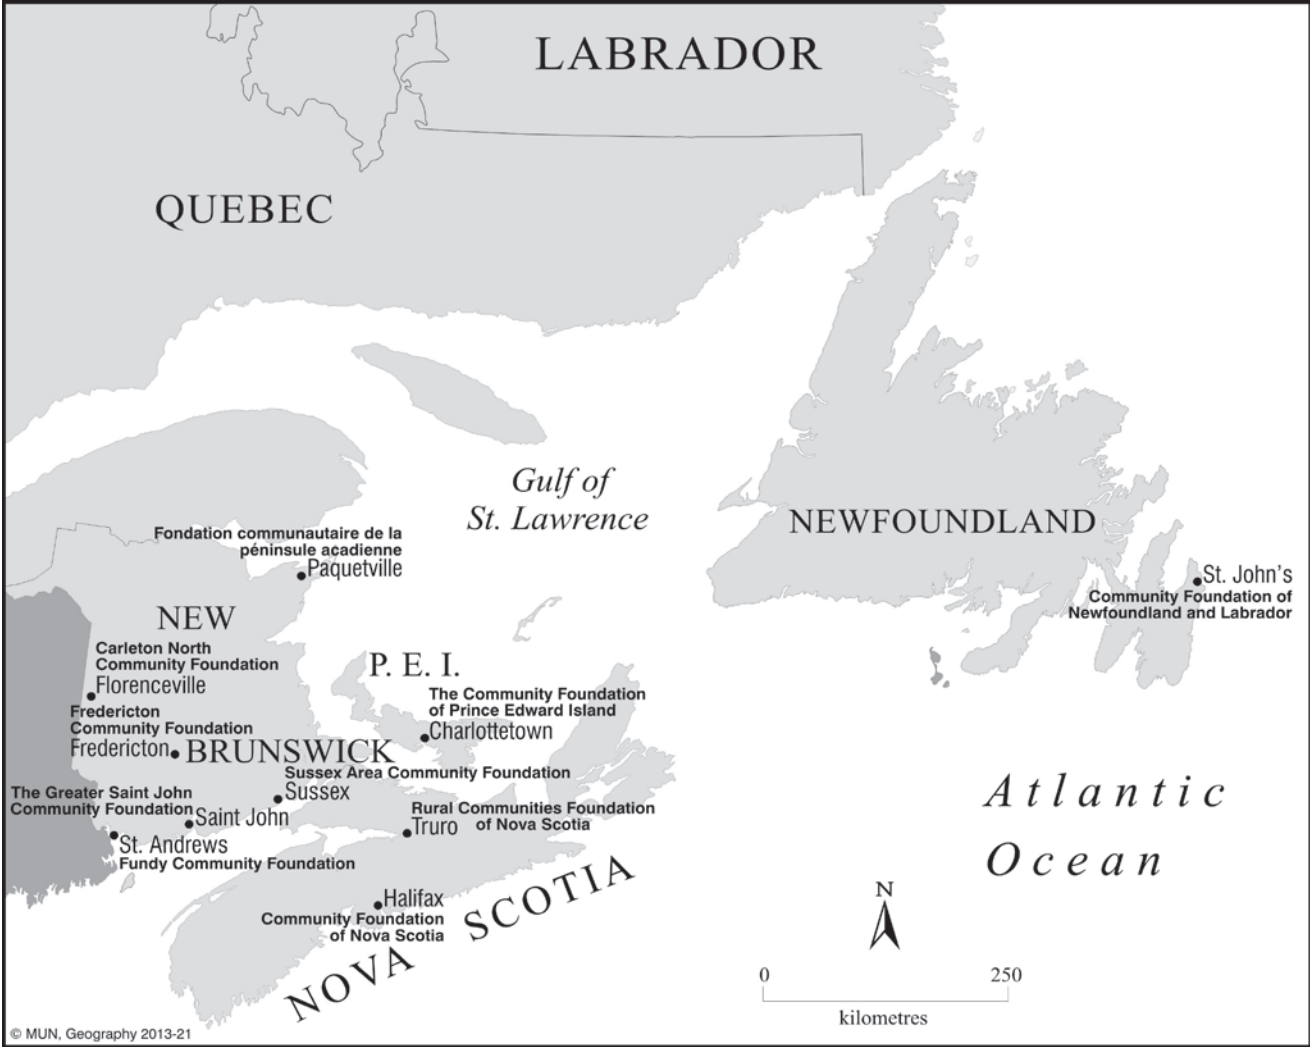 LABRADOR
QUEBEC
Gulf of
St. Lawrence
NEWFOUNDLAND
Fondation communautaire de la
péninsule acadienne
Paquetville
St. John's
Community Foundation of
Newfoundland and Labrador
NEW
Carleton North
Community Foundation
Florenceville
P. E. I.
The Community Foundation
of Prince Edward Island
Charlottetown
Fredericton
Community Foundation
Fredericton
BRUNSWICK
Sussex Area Community Foundation
Sussex
The Greater Saint John
Community Foundation
Saint John
Rural Communities Foundation
Truro of Nova Scotia
St. Andrews
Fundy Community Foundation
Halifax
Community Foundation
of Nova Scotia
NOVA SCOTIA
Atlantic
Ocean
N
0 250
kilometres
© MUN, Geography 2013-21